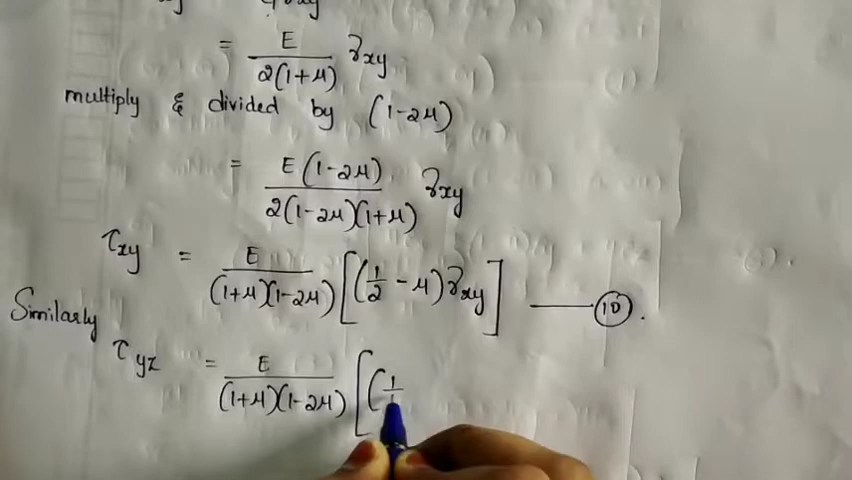 = E / 2(1+μ) γxy
multiply & divided by (1-2μ)
= E(1-2μ) / 2(1-2μ)(1+μ) γxy
τxy = E / (1+μ)(1-2μ) [(1/2 - μ) γxy] —— (10).
Similarly
τyz = E / (1+μ)(1-2μ) [(1/